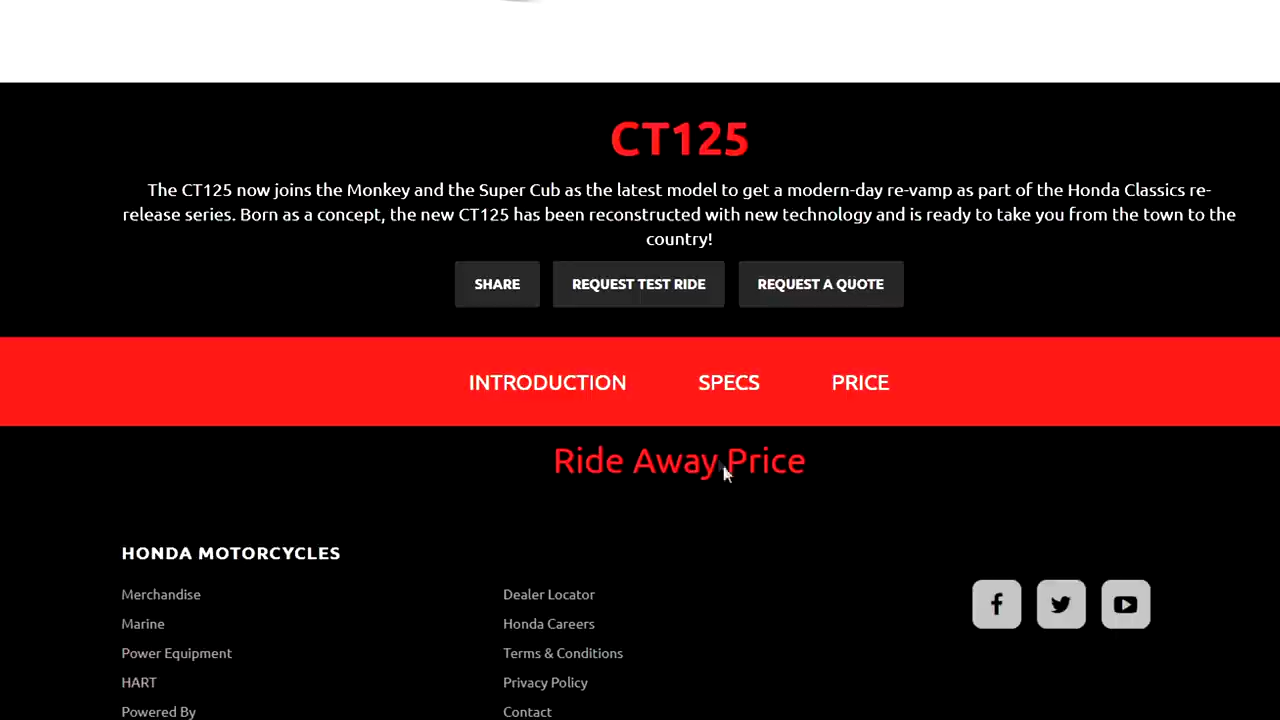 CT125
The CT125 now joins the Monkey and the Super Cub as the latest model to get a modern-day re-vamp as part of the Honda Classics re-
release series. Born as a concept, the new CT125 has been reconstructed with new technology and is ready to take you from the town to the
country!
SHARE REQUEST TEST RIDE REQUEST A QUOTE
INTRODUCTION SPECS PRICE
Ride Away Price
HONDA MOTORCYCLES
Merchandise
Marine
Power Equipment
HART
Powered By
Dealer Locator
Honda Careers
Terms & Conditions
Privacy Policy
Contact